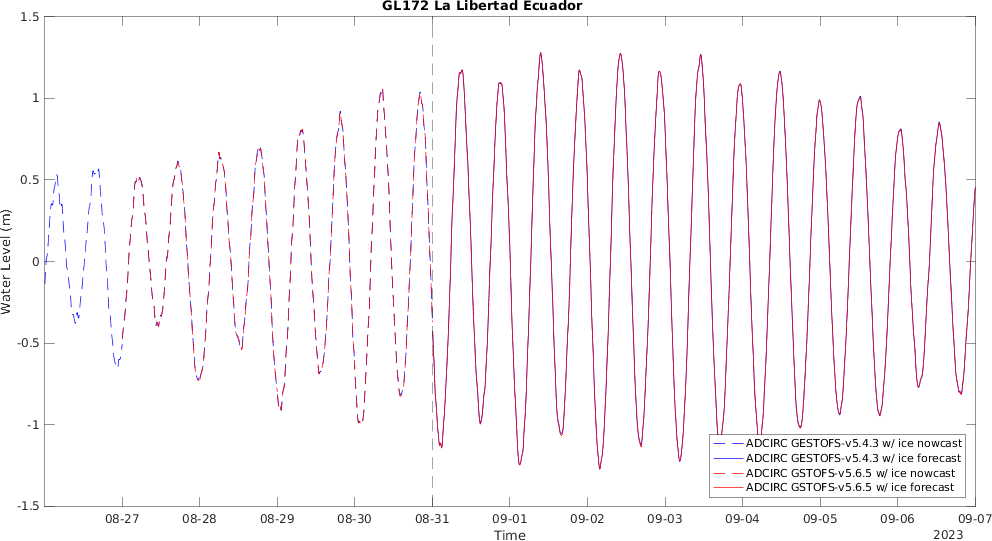 GL172 La Libertad Ecuador
1.5
1
0.5
0
-0.5
-1
-1.5
Water Level (m)
ADCIRC GESTOFS-v5.4.3 w/ ice nowcast
ADCIRC GESTOFS-v5.4.3 w/ ice forecast
ADCIRC GSTOFS-v5.6.5 w/ ice nowcast
ADCIRC GSTOFS-v5.6.5 w/ ice forecast
08-27 08-28 08-29 08-30 08-31 09-01 09-02 09-03 09-04 09-05 09-06 09-07
Time
2023